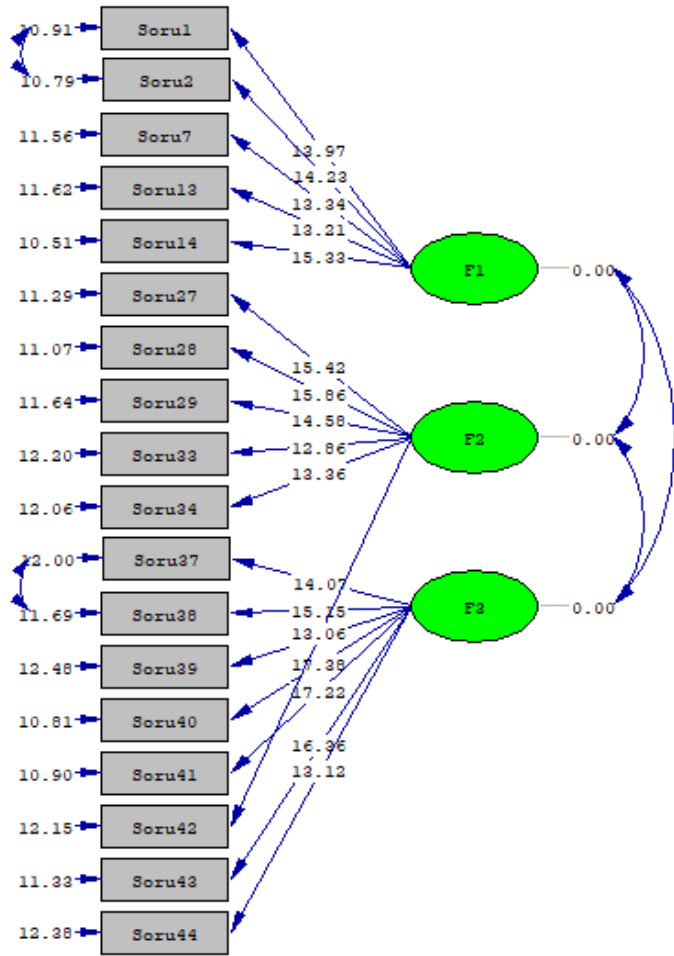 10.91 Soru1
10.79 Soru2
11.56 Soru7
11.62 Soru13
10.51 Soru14
11.29 Soru27
11.07 Soru28
11.64 Soru29
12.20 Soru33
12.06 Soru34
12.00 Soru37
11.69 Soru38
12.48 Soru39
10.81 Soru40
10.90 Soru41
12.15 Soru42
11.33 Soru43
12.38 Soru44
13.97
14.23
13.34
13.21
15.33
15.42
15.86
14.58
12.86
13.36
14.07
15.15
13.06
17.38
17.22
16.36
13.12
F1 0.00
F2 0.00
F3 0.00